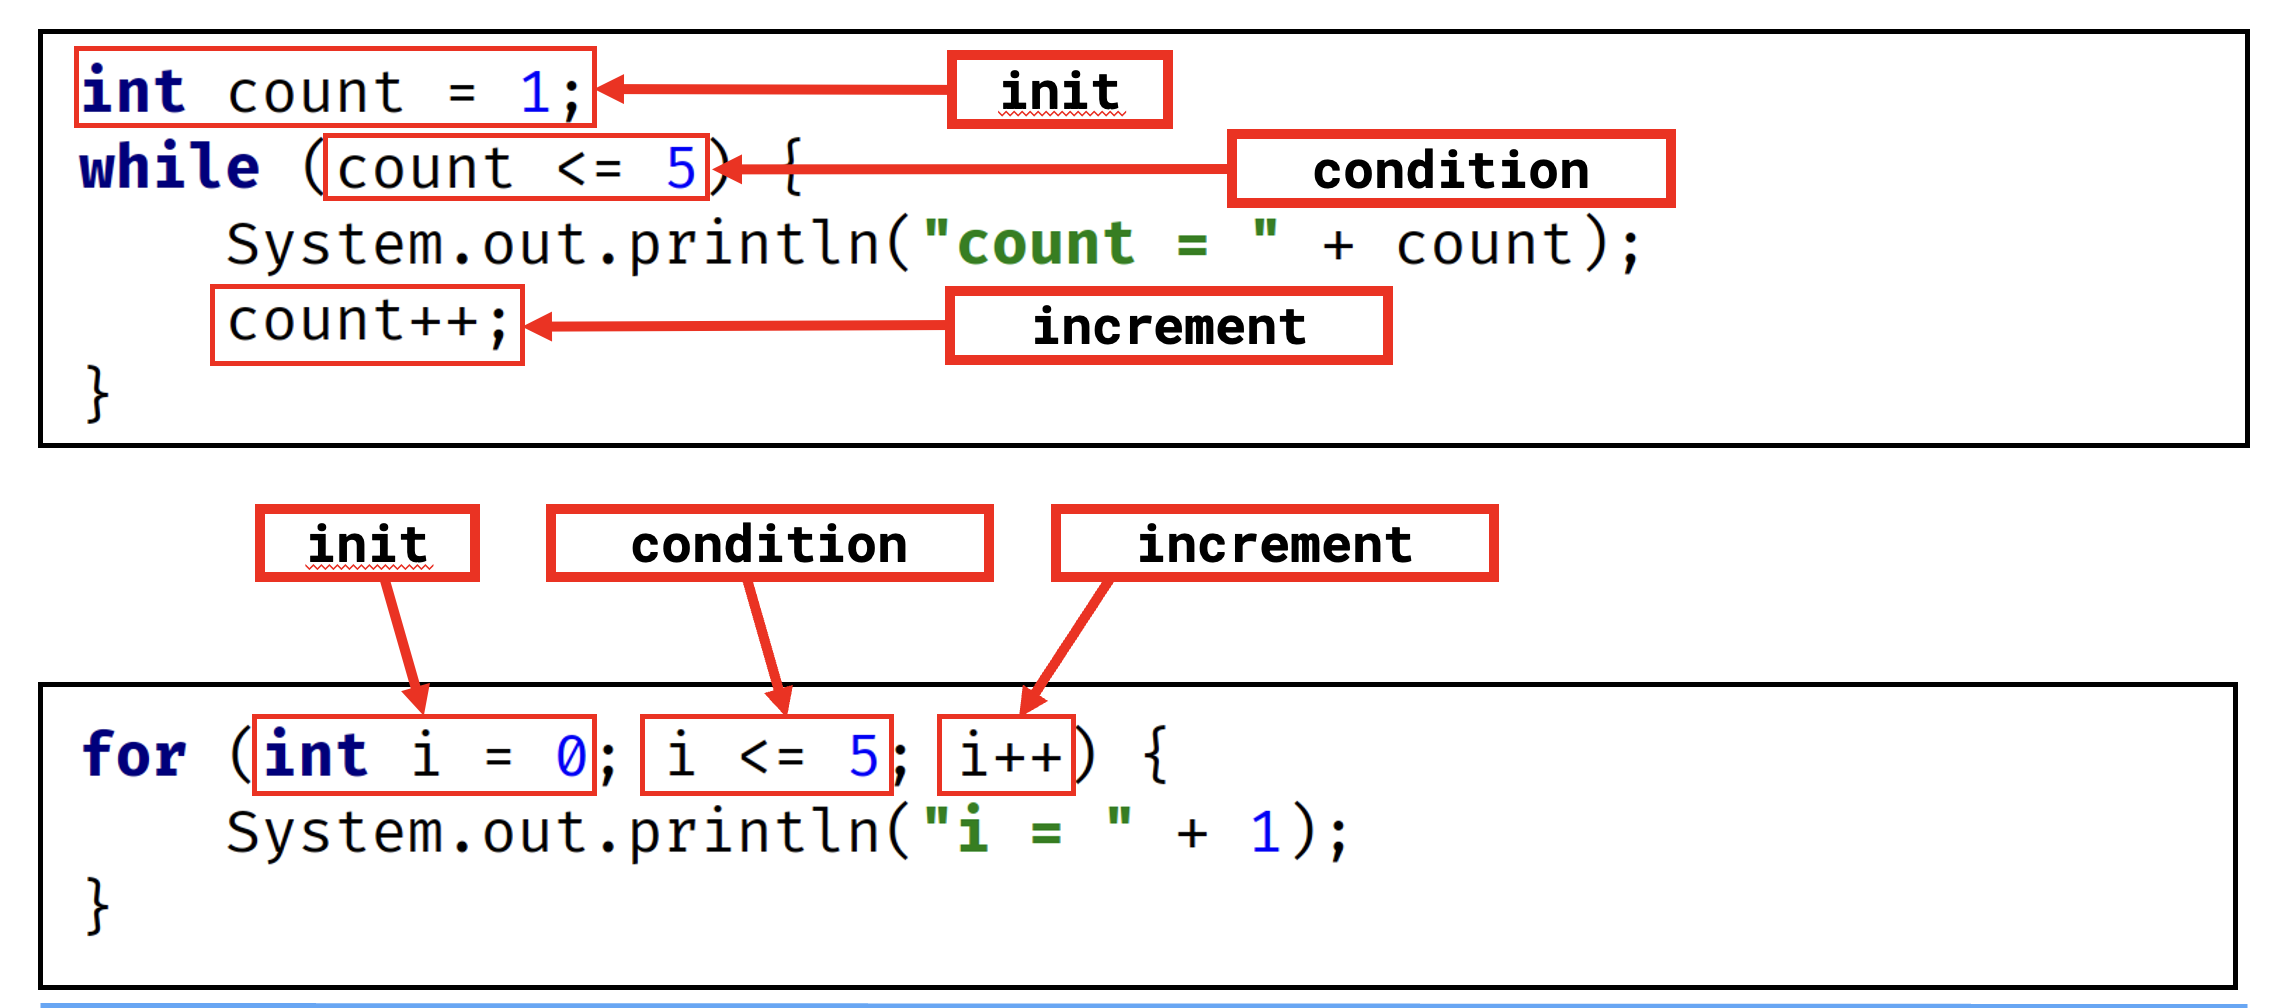 int count = 1;
init
while (count <= 5) {
condition
System.out.println("count = " + count);
count++;
increment
}
init
condition
increment
for (int i = 0; i <= 5; i++) {
System.out.println("i = " + 1);
}